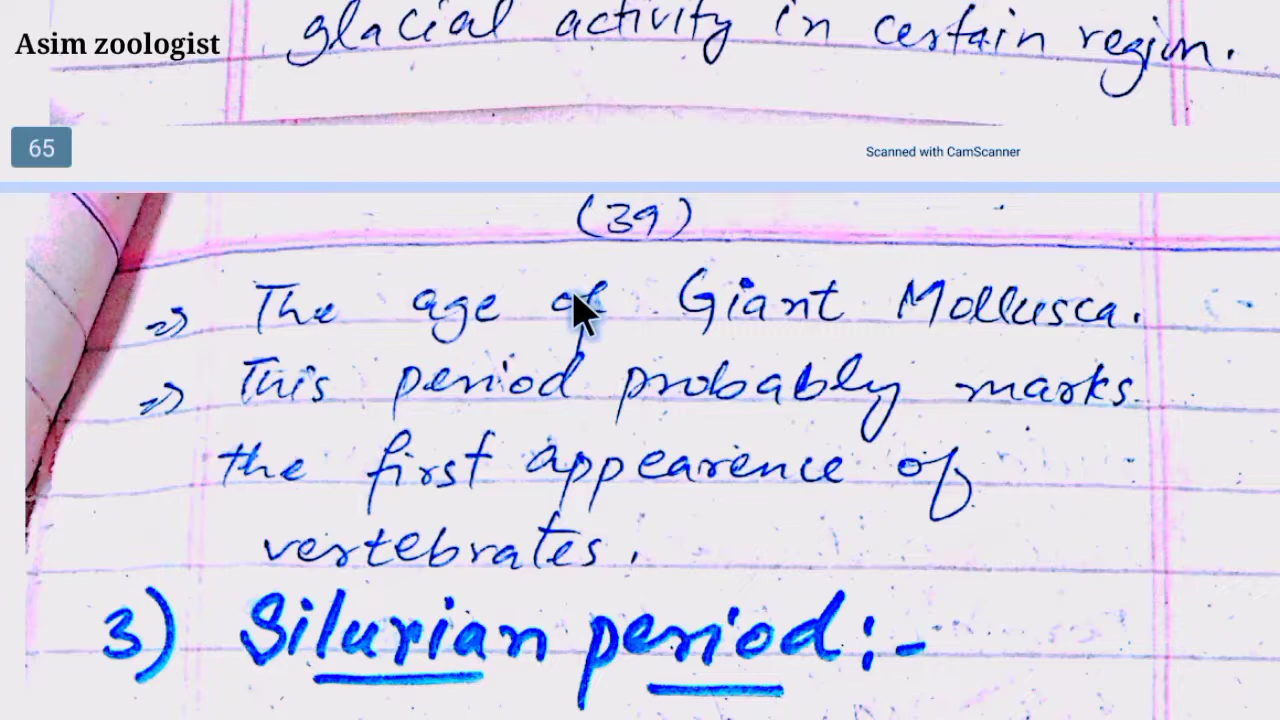 glacial activity in certain region.
Asim zoologist
65
Scanned with CamScanner
(39)
=> The age of Giant Mollusca.
=> This period probably marks
the first appearence of
vertebrates.
3) Silurian period:-